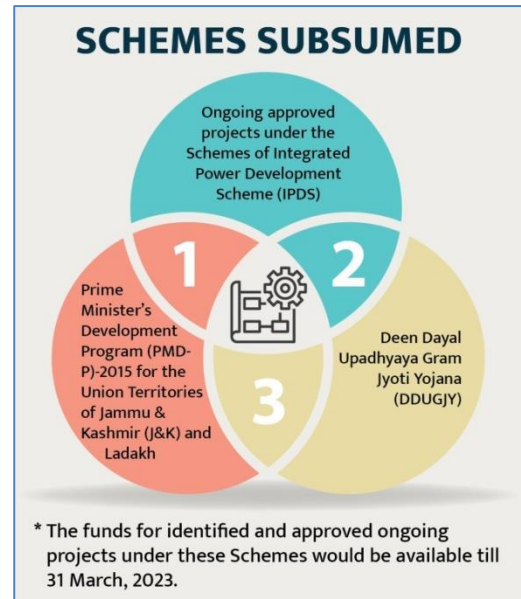 SCHEMES SUBSUMED
Ongoing approved
projects under the
Schemes of Integrated
Power Development
Scheme (IPDS)
1
2
Prime
Minister's
Development
Program (PMD-
P)-2015 for the
Union Territories
of Jammu &
Kashmir (J&K) and
Ladakh
Deen Dayal
Upadhyaya Gram
Jyoti Yojana
(DDUGJY)
3
* The funds for identified and approved ongoing
projects under these Schemes would be available till
31 March, 2023.